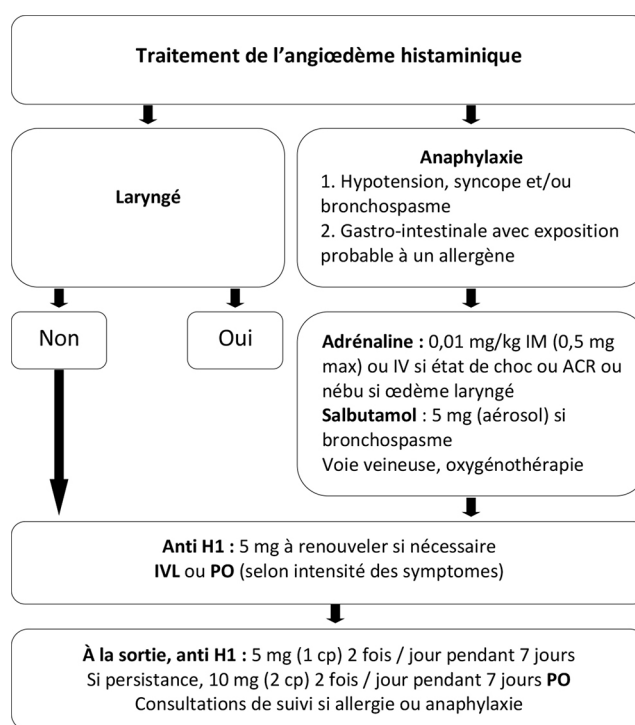 Traitement de l’angiœdème histaminique
Laryngé
Anaphylaxie
1. Hypotension, syncope et/ou
bronchospasme
2. Gastro-intestinale avec exposition
probable à un allergène
Non
Oui
Adrénaline : 0,01 mg/kg IM (0,5 mg
max) ou IV si état de choc ou ACR ou
nébu si œdème laryngé
Salbutamol : 5 mg (aérosol) si
bronchospasme
Voie veineuse, oxygénothérapie
Anti H1 : 5 mg à renouveler si nécessaire
IVL ou PO (selon intensité des symptomes)
À la sortie, anti H1 : 5 mg (1 cp) 2 fois / jour pendant 7 jours
Si persistance, 10 mg (2 cp) 2 fois / jour pendant 7 jours PO
Consultations de suivi si allergie ou anaphylaxie